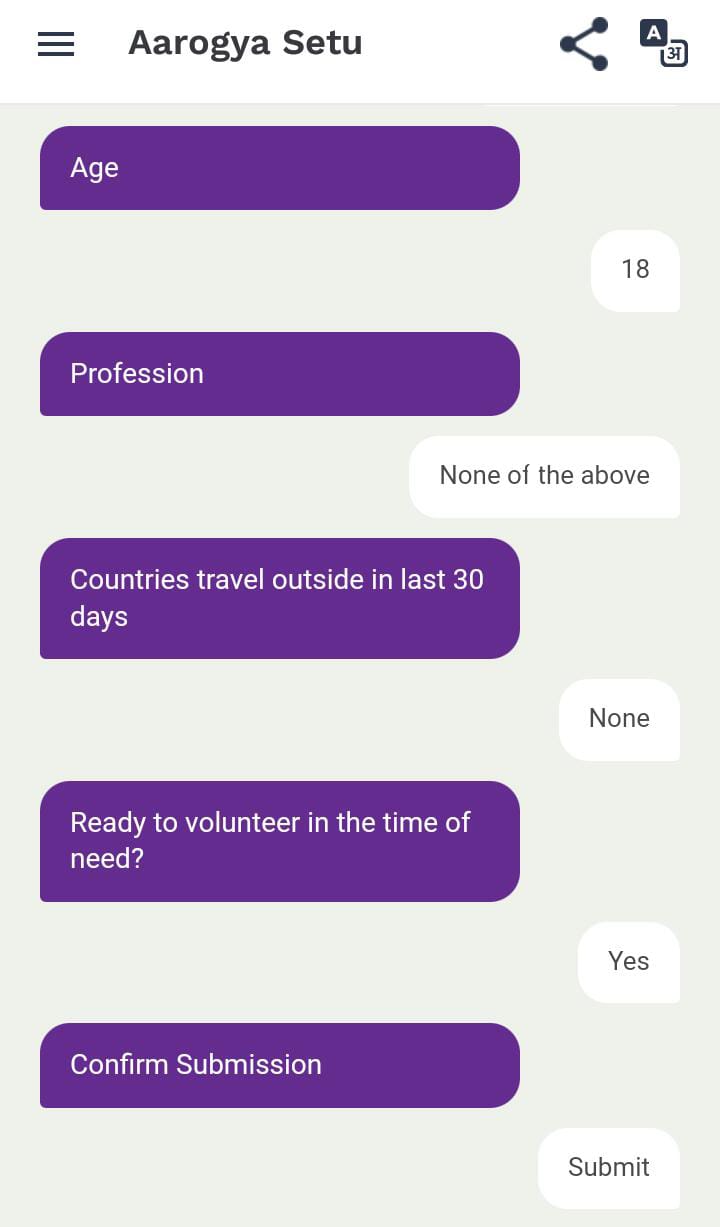 Aarogya Setu
A
अ
Age
18
Profession
None of the above
Countries travel outside in last 30
days
None
Ready to volunteer in the time of
need?
Yes
Confirm Submission
Submit